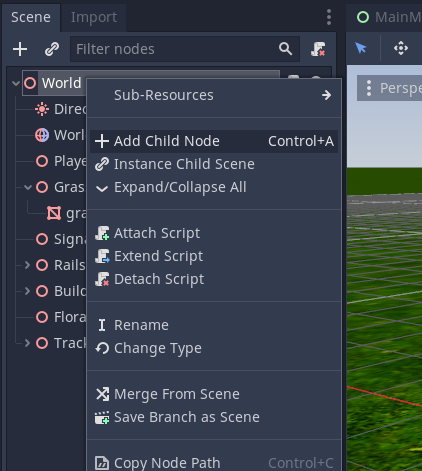 Scene Import MainM
Filter nodes
World
Perspe
Sub-Resources
Direc
Add Child Node Control+A
Worl
Instance Child Scene
Playe
Expand/Collapse All
Gras
gra
Attach Script
Signa
Extend Script
Rails
Detach Script
Build
Flora
Rename
Track
Change Type
Merge From Scene
Save Branch as Scene
Copy Node Path Control+C